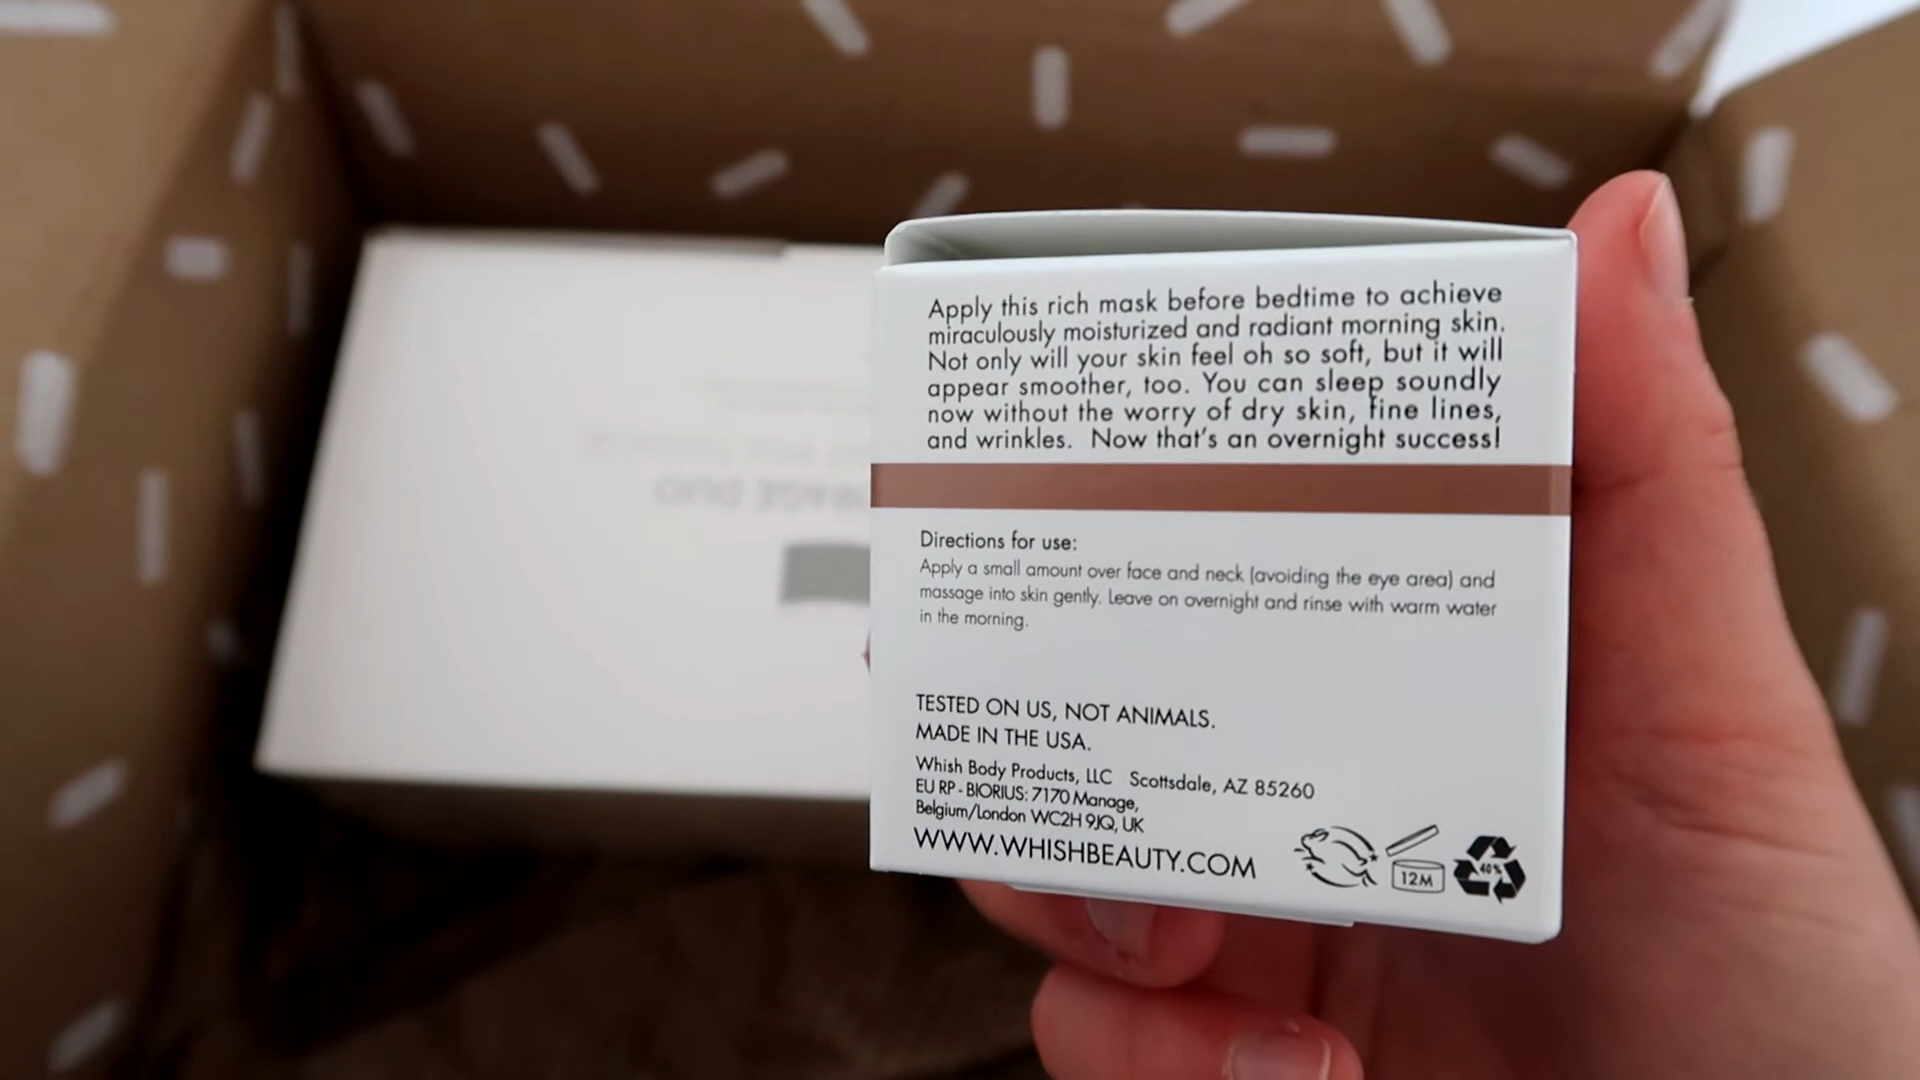 Apply this rich mask before bedtime to achieve
miraculously moisturized and radiant morning skin.
Not only will your skin feel oh so soft, but it will
appear smoother, too. You can sleep soundly
now without the worry of dry skin, fine lines,
and wrinkles. Now that's an overnight success!
Directions for use:
Apply a small amount over face and neck (avoiding the eye area) and
massage into skin gently. Leave on overnight and rinse with warm water
in the morning.
TESTED ON US, NOT ANIMALS.
MADE IN THE USA.
Whish Body Products, LLC Scottsdale, AZ 85260
EU RP - BIORIUS: 7170 Manage,
Belgium/London WC2H 9JQ, UK
WWW.WHISHBEAUTY.COM
12M
40%
DUO